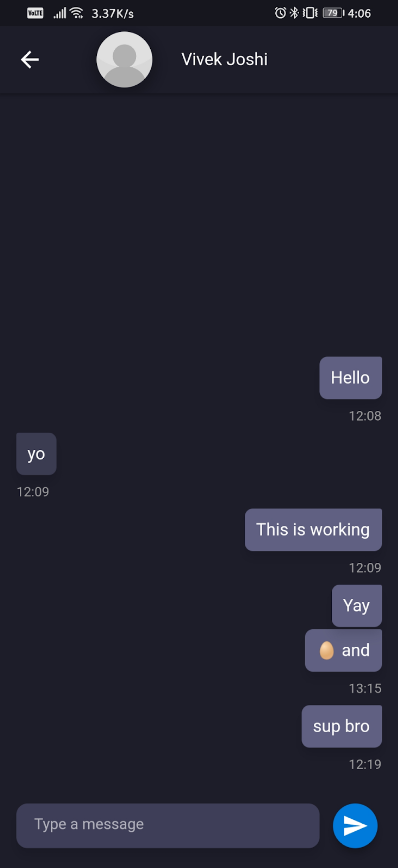 VoLTE 3.37K/s 79 4:06
Vivek Joshi
Hello
12:08
yo
12:09
This is working
12:09
Yay
🥚 and
13:15
sup bro
12:19
Type a message